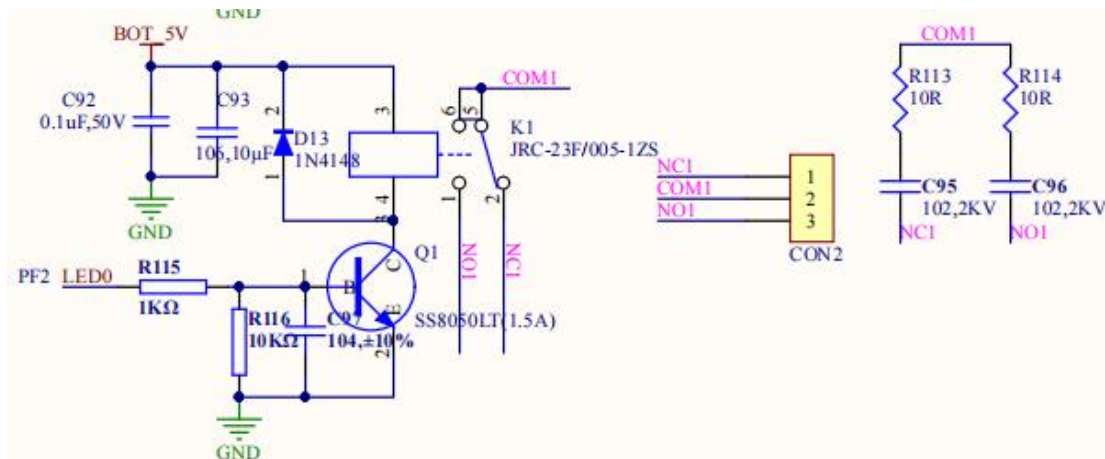 GND
BOT_5V
C92
0.1uF,50V
C93
106,10μF
GND
2
D13
1N4148
1
3
4
COM1
6
5
K1
JRC-23F/005-1ZS
1
2
NO1
NC1
PF2 LED0
R115
1KΩ
R116
10KΩ
C97
104,±10%
1
B
C
E
3
2
Q1
SS8050LT(1.5A)
GND
NC1
COM1
NO1
1
2
3
CON2
COM1
R113
10R
R114
10R
C95
102,2KV
C96
102,2KV
NC1
NO1